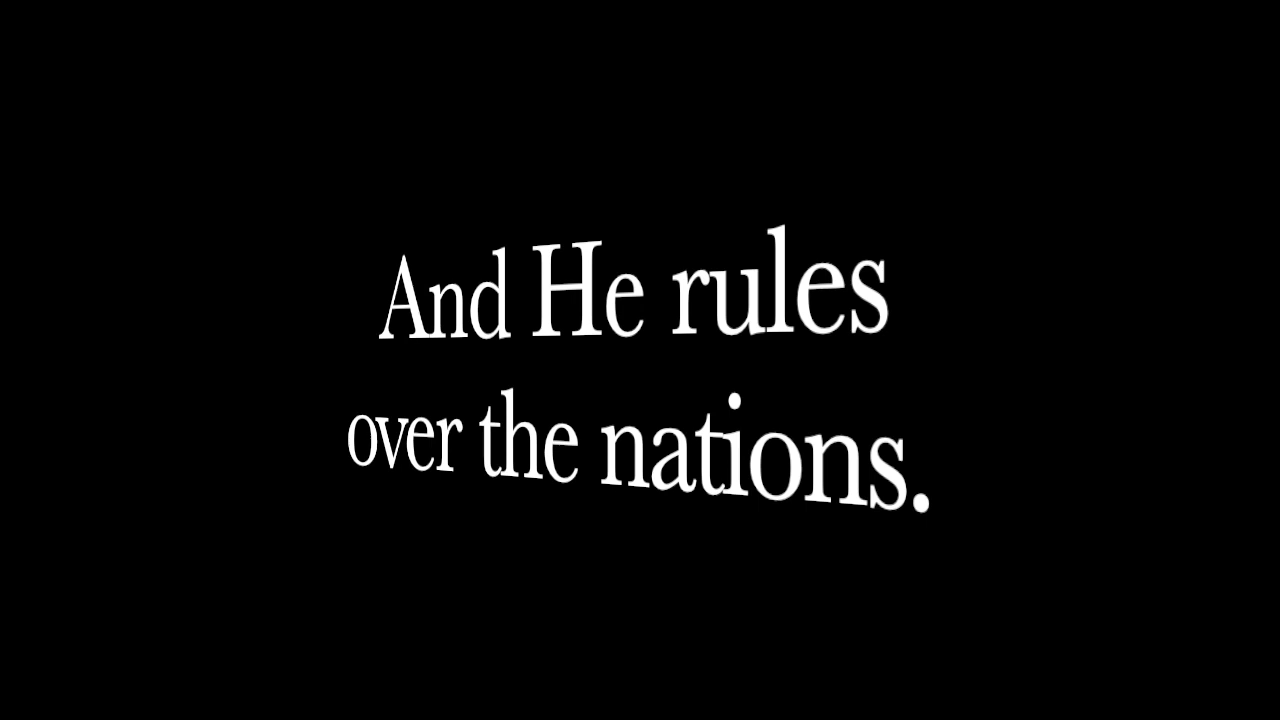 And He rules
over the nations.